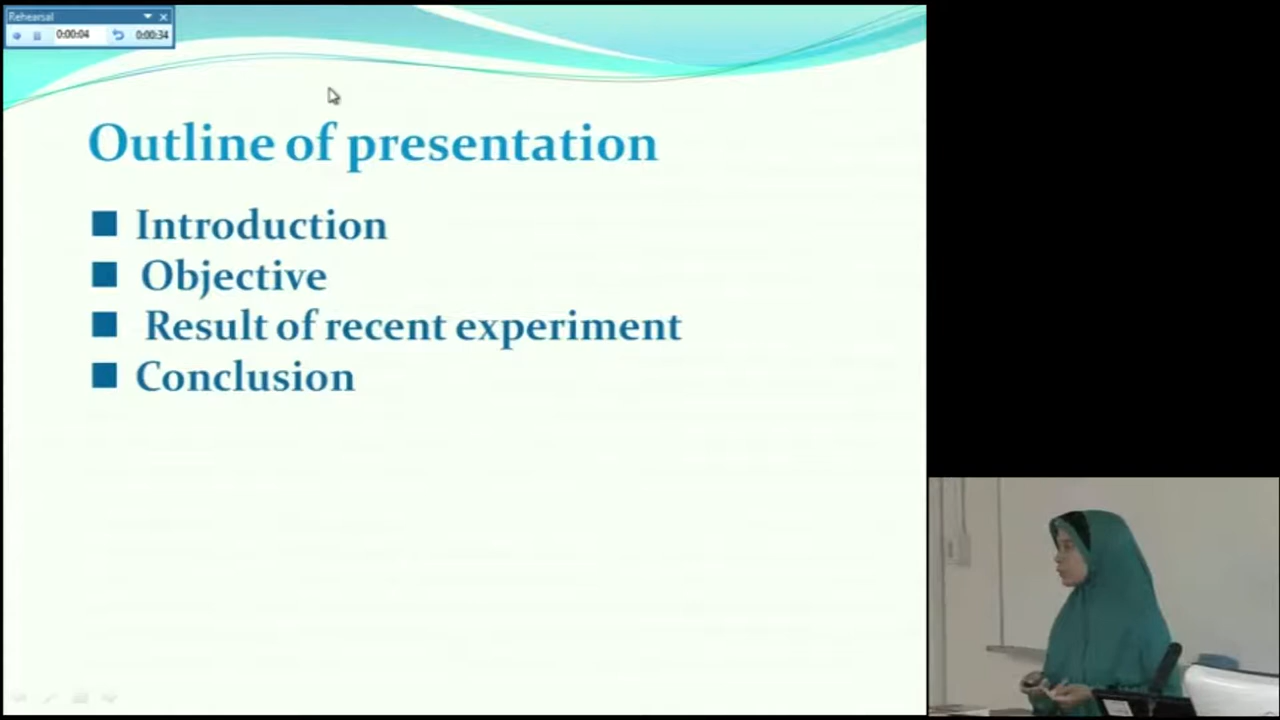 Rehearsal
0:00:04 0:00:34
Outline of presentation
Introduction
Objective
Result of recent experiment
Conclusion